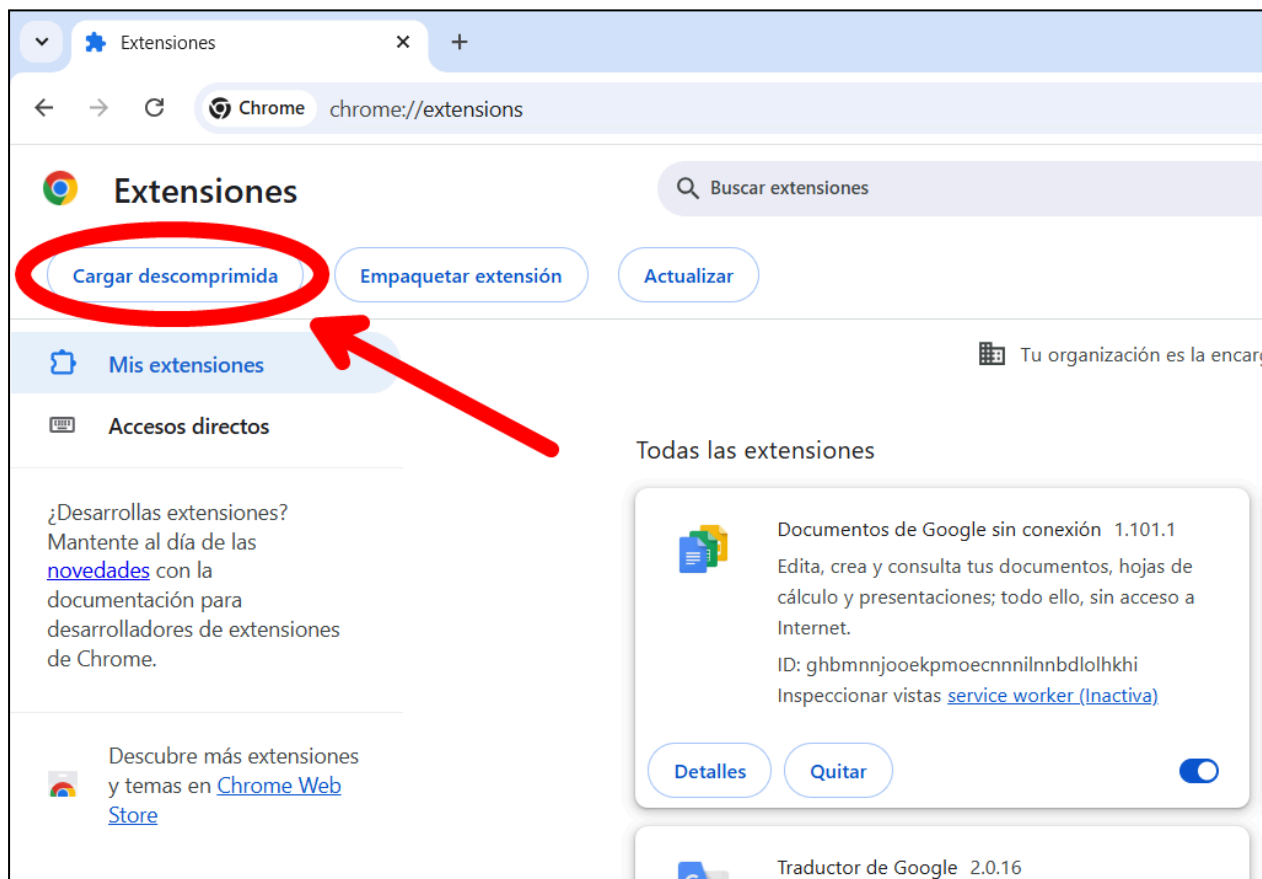 Extensiones
Chrome
chrome://extensions
Extensiones
Buscar extensiones
Cargar descomprimida
Empaquetar extensión
Actualizar
Mis extensiones
Tu organización es la
Accesos directos
Todas las extensiones
¿Desarrollas extensiones?
Mantente al día de las
novedades con la
documentación para
desarrolladores de extensiones
de Chrome.
Descubre más extensiones
y temas en Chrome Web
Store
Documentos de Google sin conexión 1.101.1
Edita, crea y consulta tus documentos, hojas de
cálculo y presentaciones; todo ello, sin acceso a
Internet.
ID: ghbmnnjooekpmoecnnnilnnbdlolhkhi
Inspeccionar vistas service worker (Inactiva)
Detalles
Quitar
Traductor de Google 2.0.16